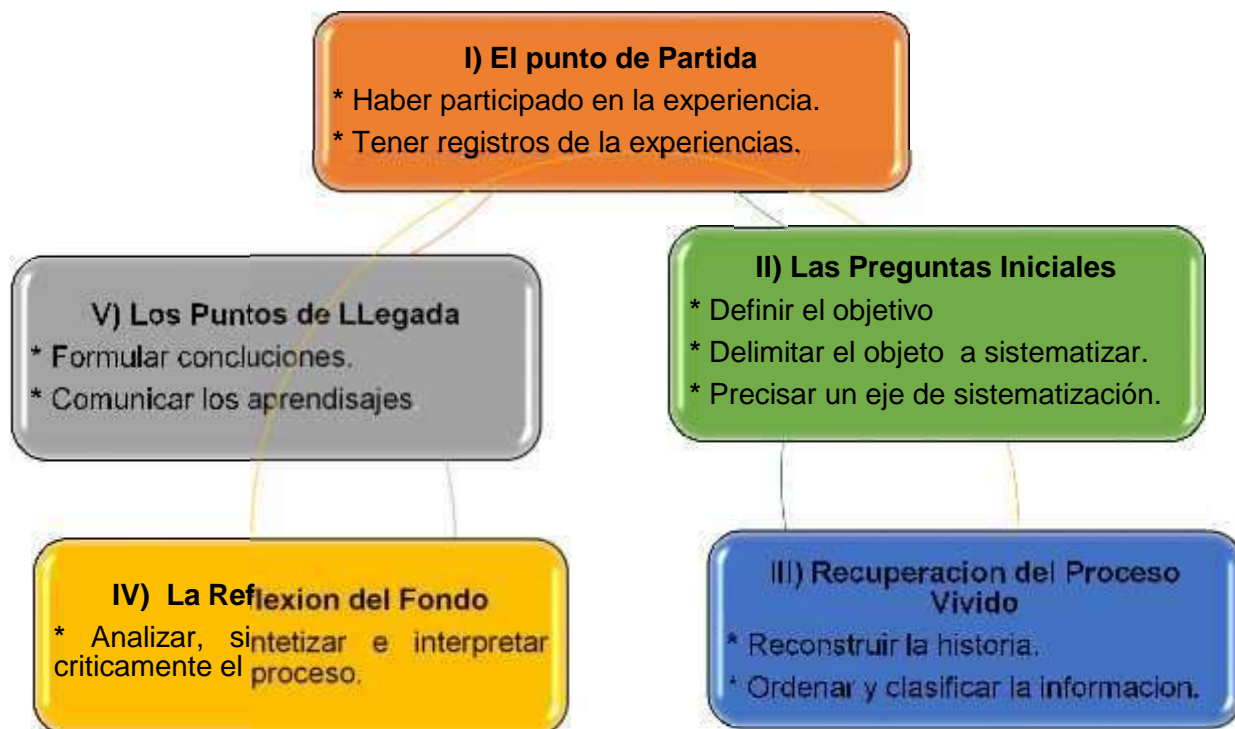 I) El punto de Partida
* Haber participado en la experiencia.
* Tener registros de la experiencias.
II) Las Preguntas Iniciales
* Definir el objetivo
* Delimitar el objeto a sistematizar.
* Precisar un eje de sistematización.
III) Recuperacion del Proceso
Vivido
* Reconstruir la historia.
* Ordenar y clasificar la informacion.
IV) La Reflexion del Fondo
* Analizar, sintetizar e interpretar
criticamente el proceso.
V) Los Puntos de LLegada
* Formular concluciones.
* Comunicar los aprendisajes